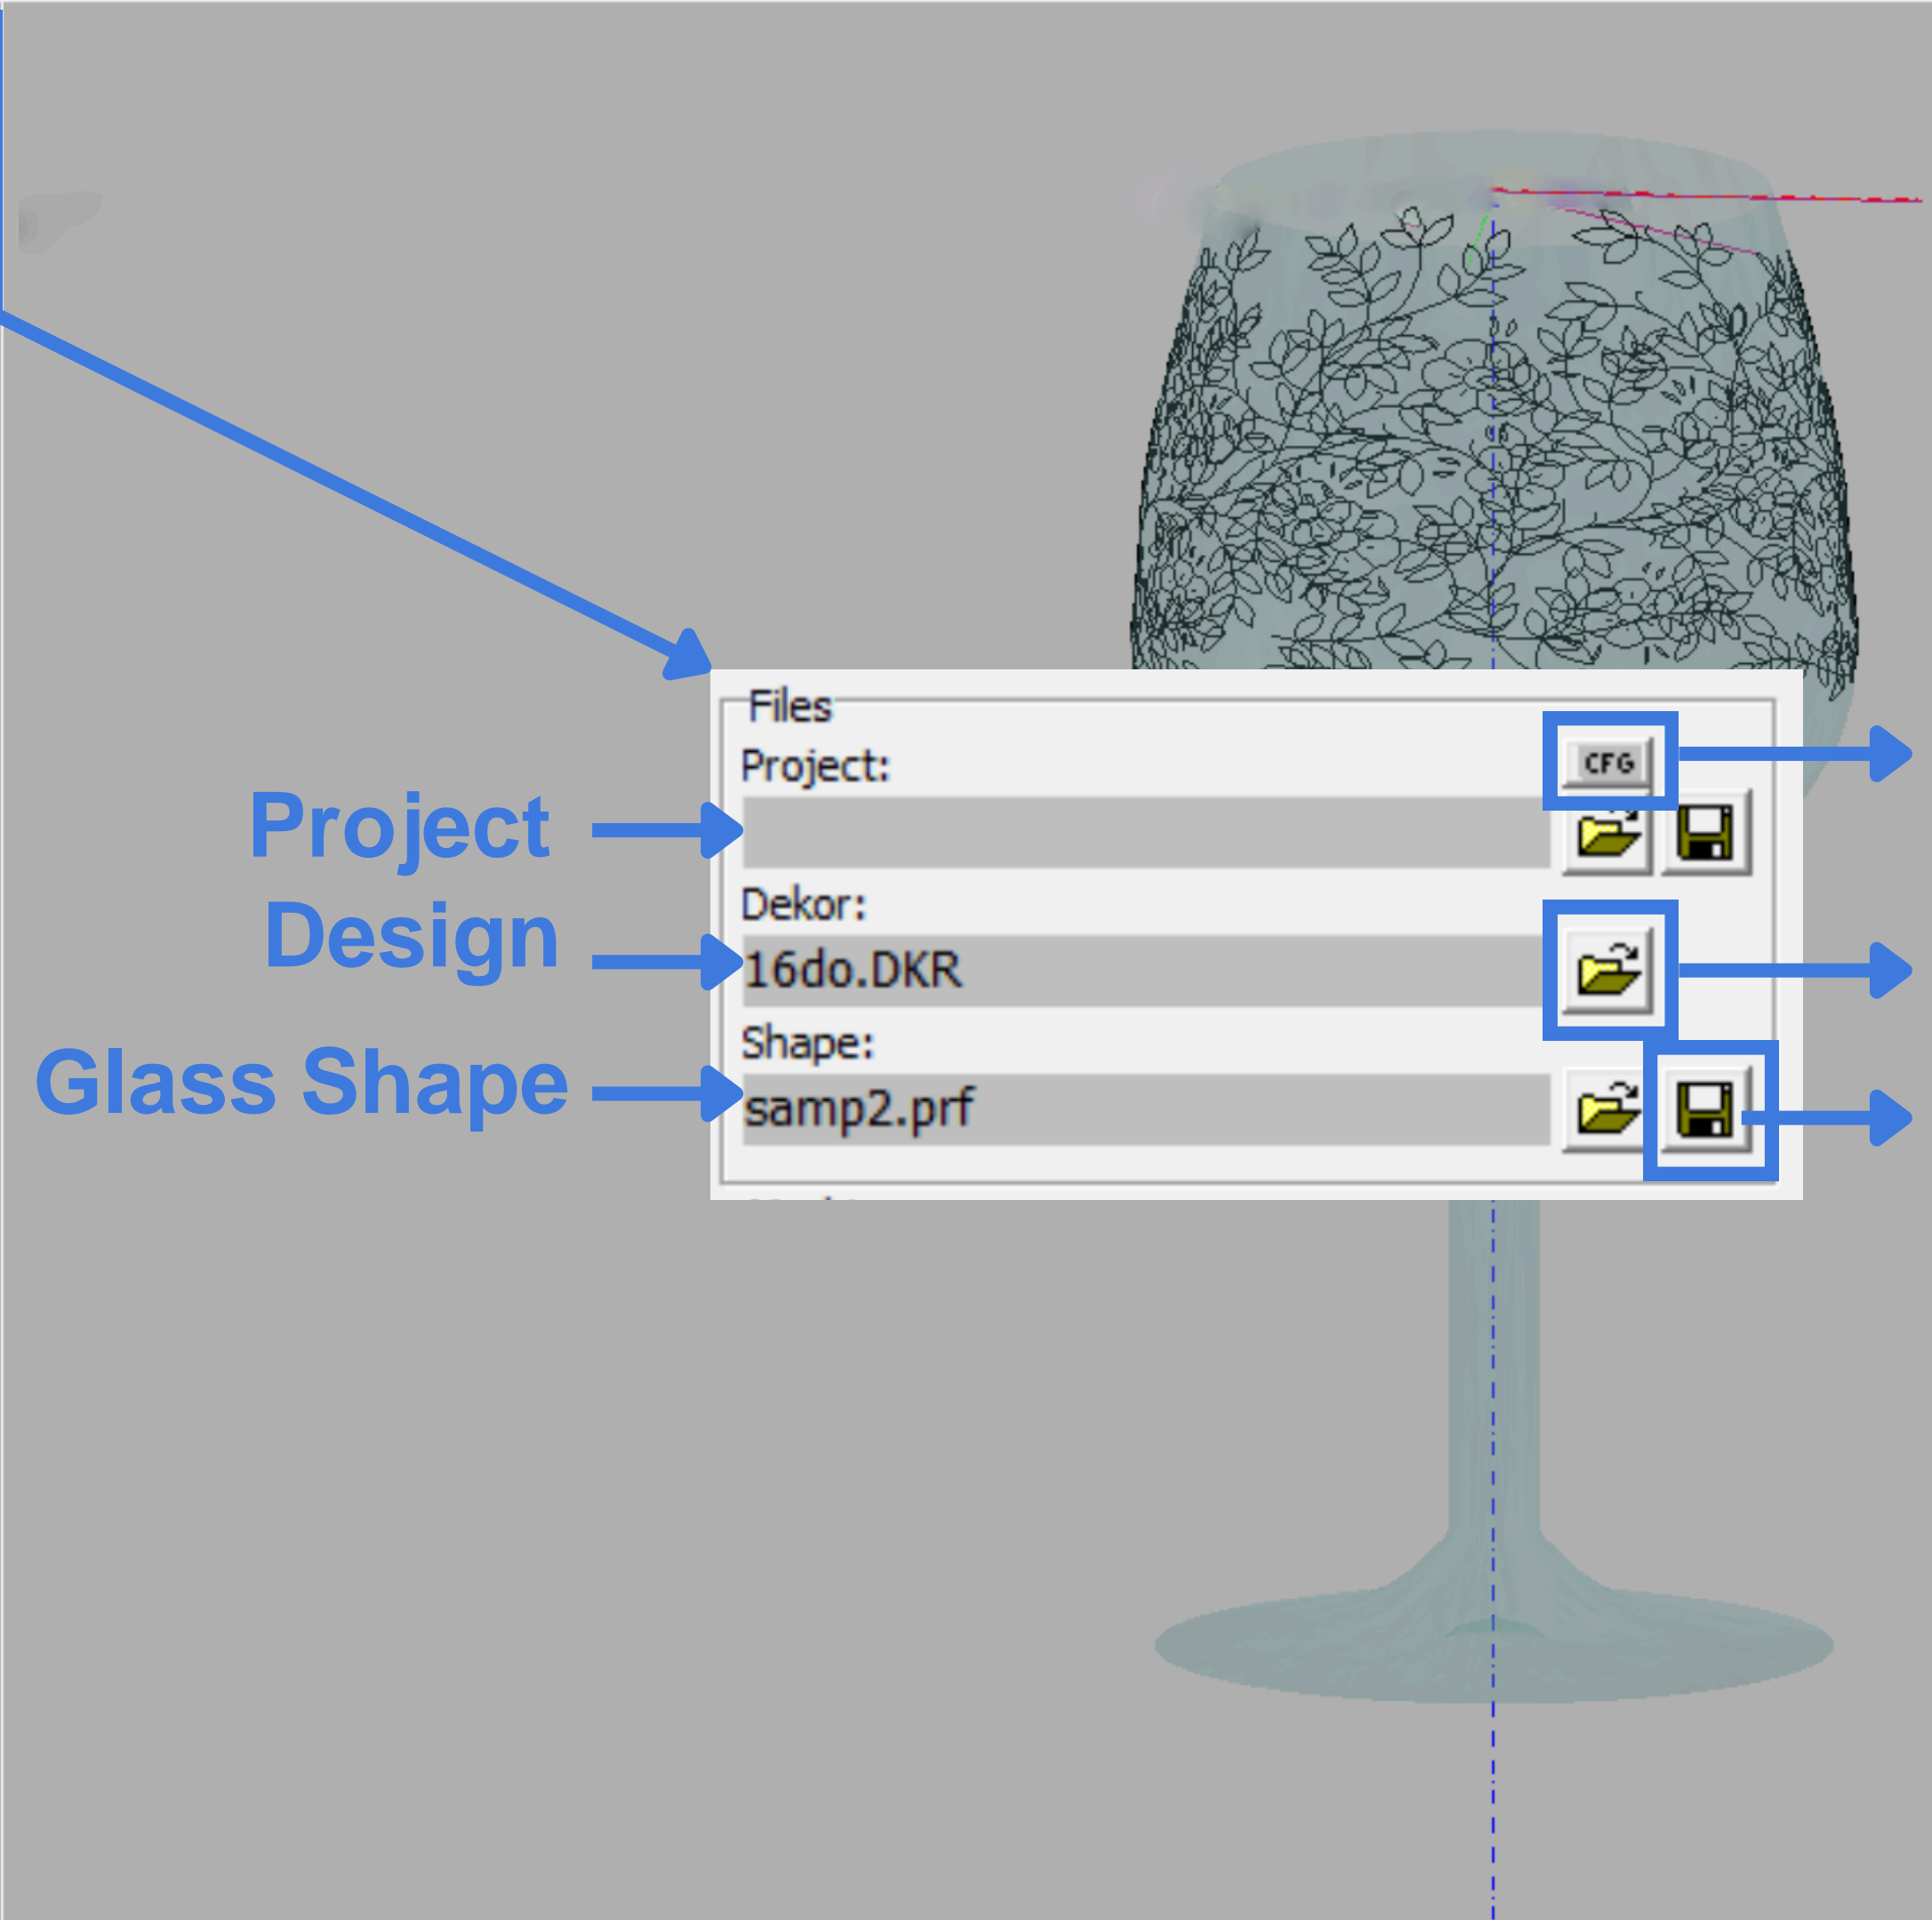 Files
Project:
CFG
Project
Dekor:
Design
16do.DKR
Shape:
Glass Shape
samp2.prf